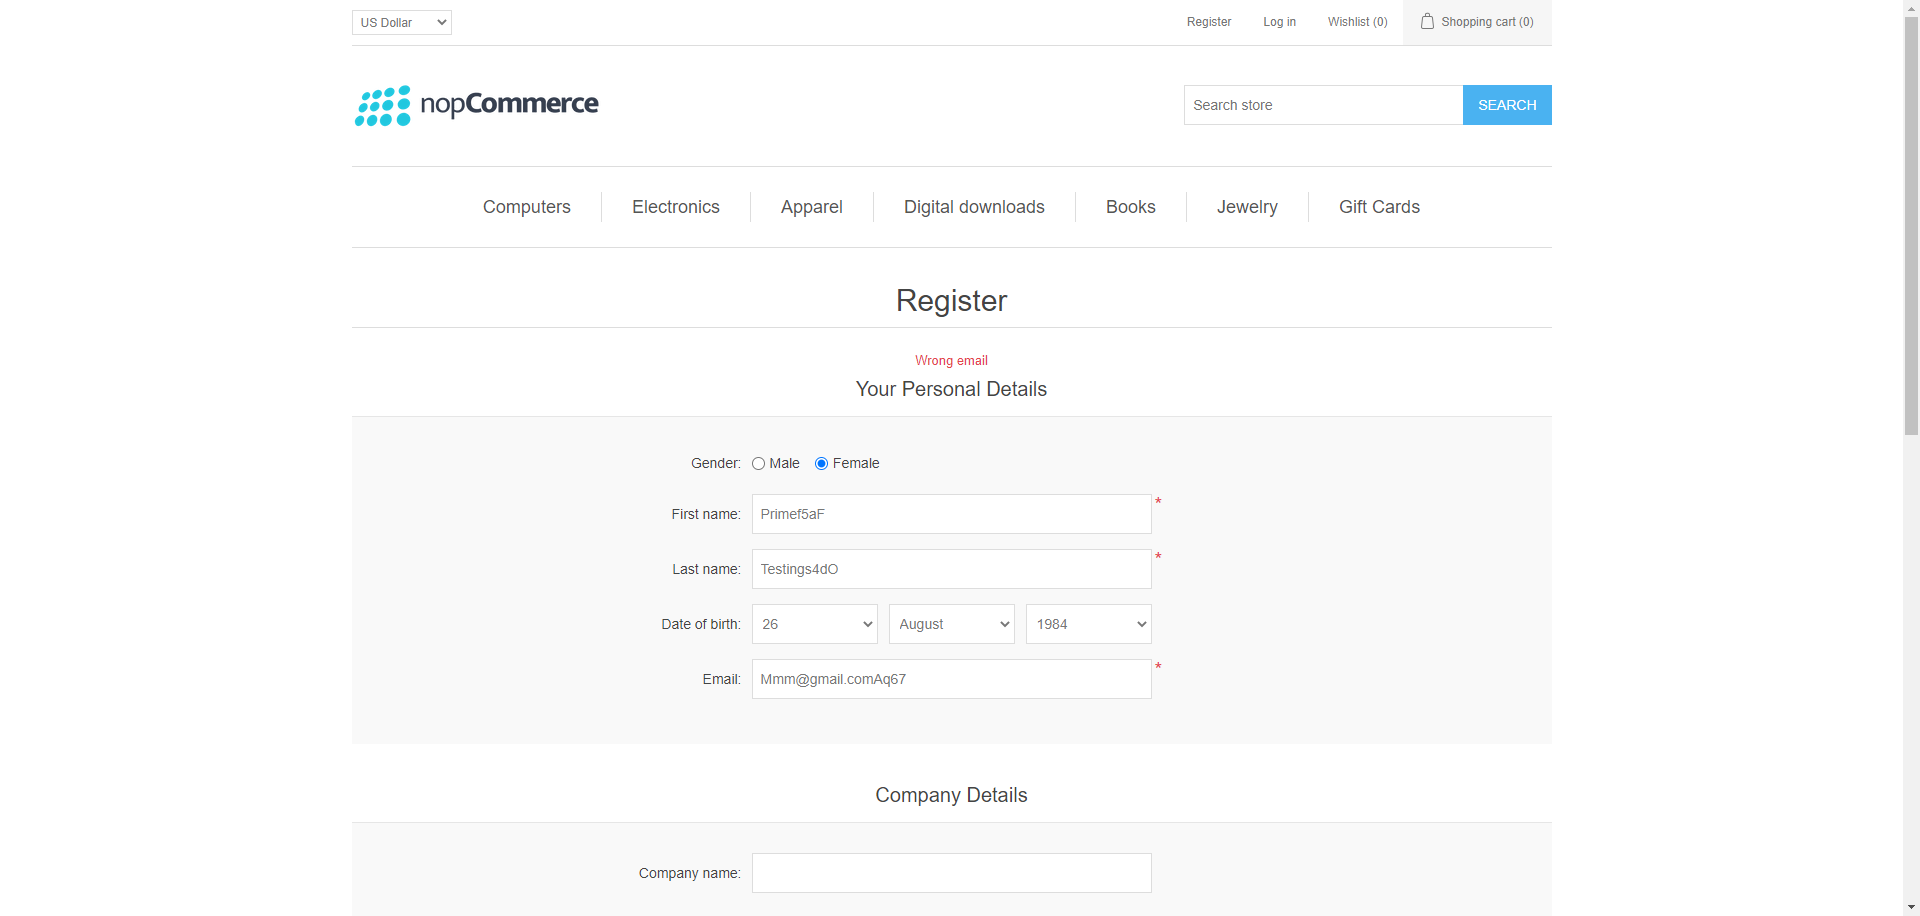 US Dollar
Register
Log in
Wishlist (0)
Shopping cart (0)
nopCommerce
Search store
SEARCH
Computers
Electronics
Apparel
Digital downloads
Books
Jewelry
Gift Cards
Register
Wrong email
Your Personal Details
Gender: Male Female
First name: Primef5aF *
Last name: Testings4dO *
Date of birth: 26 August 1984
Email: Mmm@gmail.comAq67 *
Company Details
Company name: